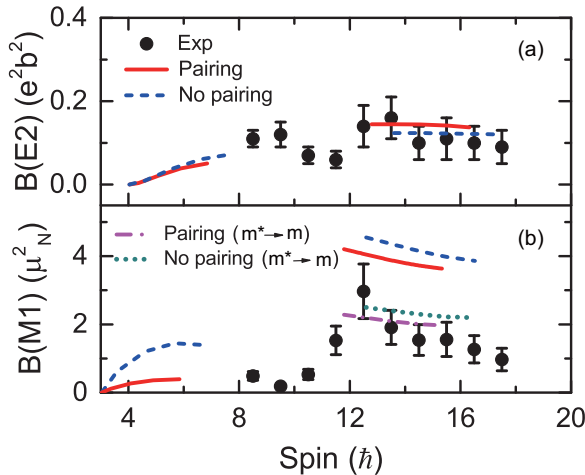 0.4
(a)
Exp
Pairing
0.2
No pairing
0.0
B(E2) (e²b²)
(b)
Pairing (m*→m)
4
No pairing (m*→m)
2
0
B(M1) (μ²N)
4 8 12 16 20
Spin (ℏ)